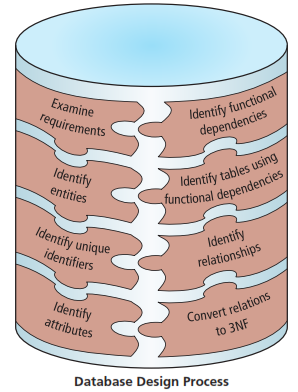 Examine
requirements
Identify
entities
Identify unique
identifiers
Identify
attributes
Identify functional
dependencies
Identify tables using
functional dependencies
Identify
relationships
Convert relations
to 3NF
Database Design Process